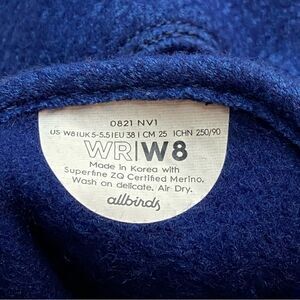 0821 NV1
US W8|UK 5-5.5|EU 38|CM 25|CHN 250/90
WR|W8
Made in Korea with
Superfine ZQ Certified Merino.
Wash on delicate. Air Dry.
allbirds